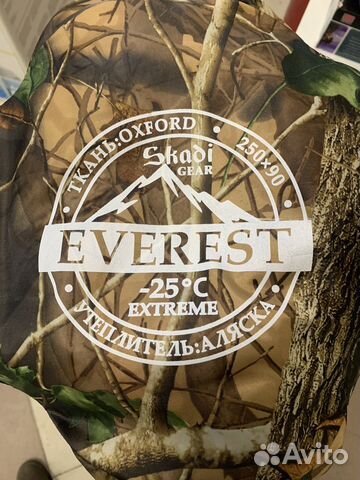 ТКАНЬ:OXFORD · 250×90
Skadi
GEAR
EVEREST
-25°C
EXTREME
УТЕПЛИТЕЛЬ:АЛЯСКА
Avito